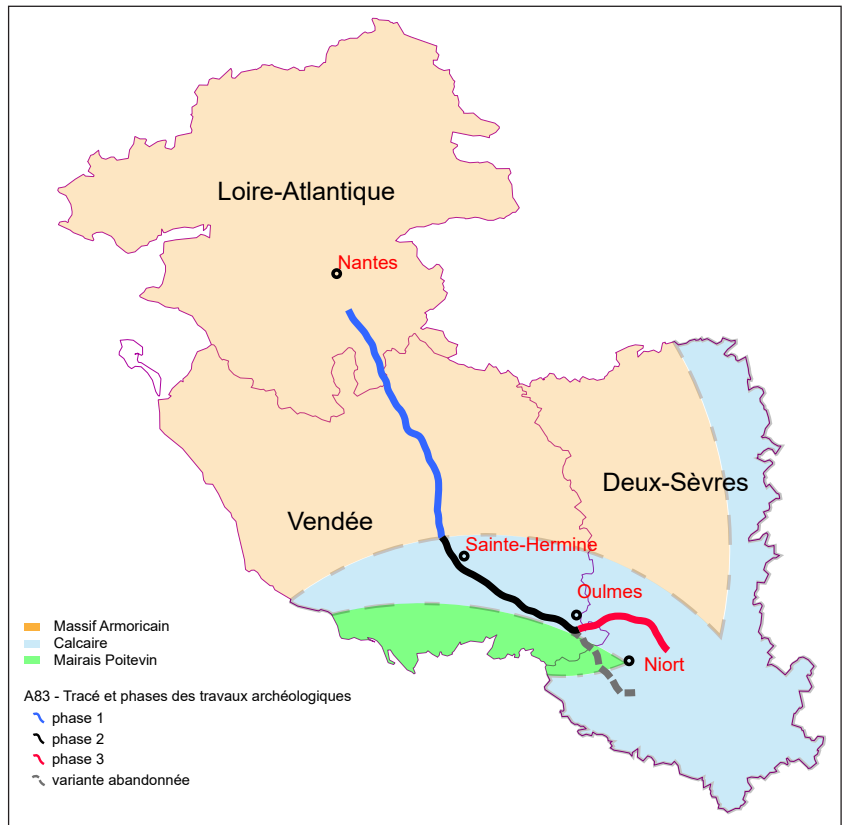 Loire-Atlantique
Nantes
Deux-Sèvres
Vendée
Sainte-Hermine
Oulmes
Niort
Massif Armoricain
Calcaire
Mairais Poitevin
A83 - Tracé et phases des travaux archéologiques
phase 1
phase 2
phase 3
variante abandonnée